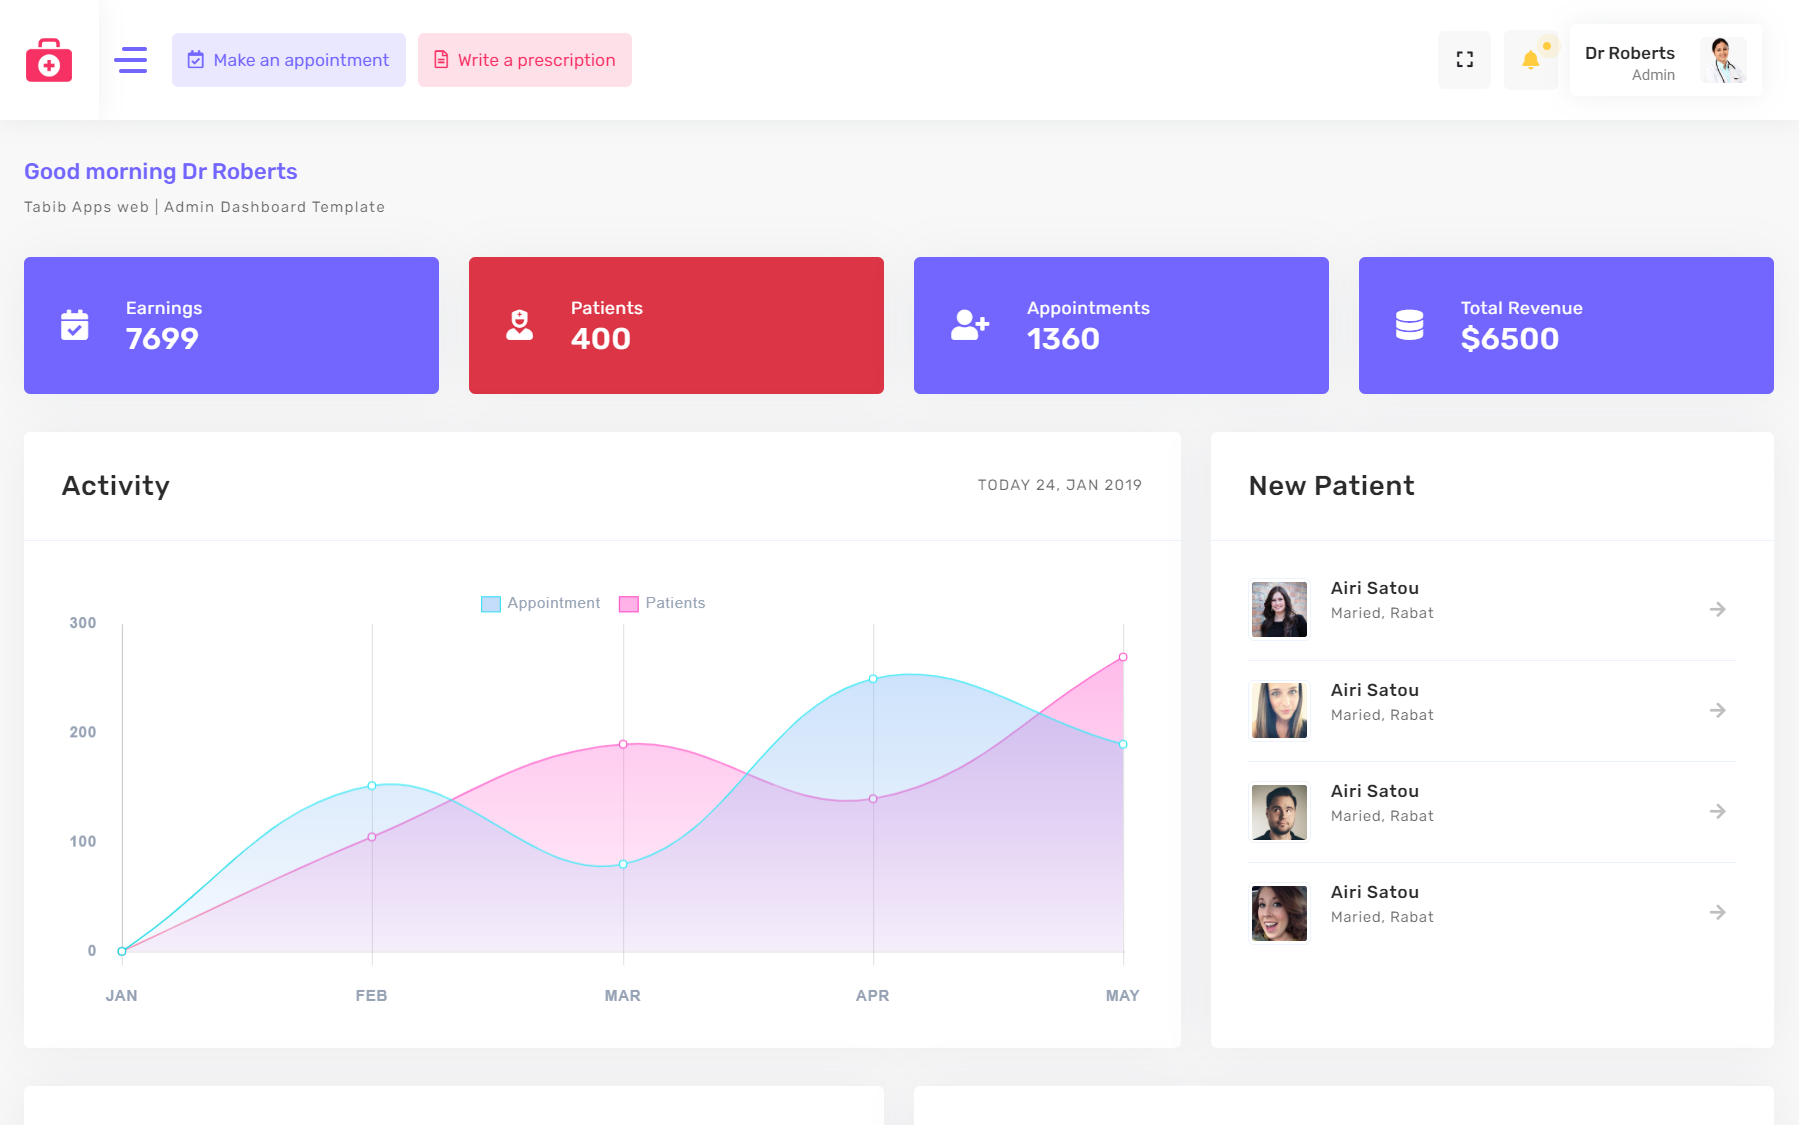 Make an appointment
Write a prescription
Dr Roberts
Admin
Good morning Dr Roberts
Tabib Apps web | Admin Dashboard Template
Earnings
7699
Patients
400
Appointments
1360
Total Revenue
$6500
Activity
TODAY 24, JAN 2019
Appointment
Patients
300
200
100
0
JAN
FEB
MAR
APR
MAY
New Patient
Airi Satou
Maried, Rabat
Airi Satou
Maried, Rabat
Airi Satou
Maried, Rabat
Airi Satou
Maried, Rabat